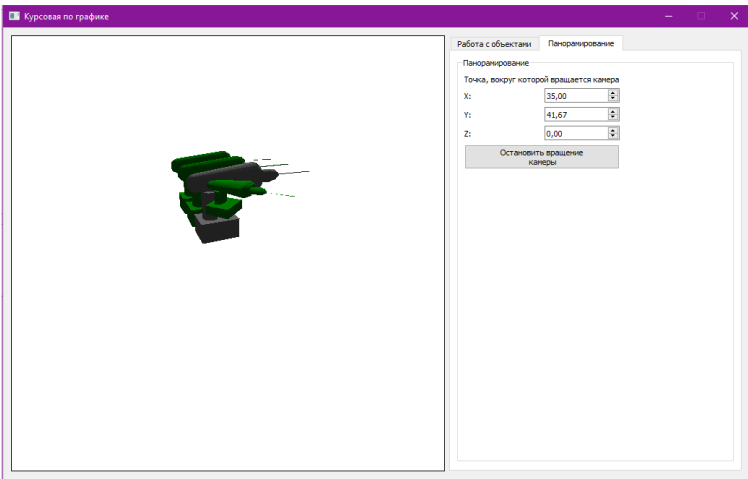 Курсовая по графике
Работа с объектами
Панорамирование
Панорамирование
Точка, вокруг которой вращается камера
X: 35,00
Y: 41,67
Z: 0,00
Остановить вращение
камеры